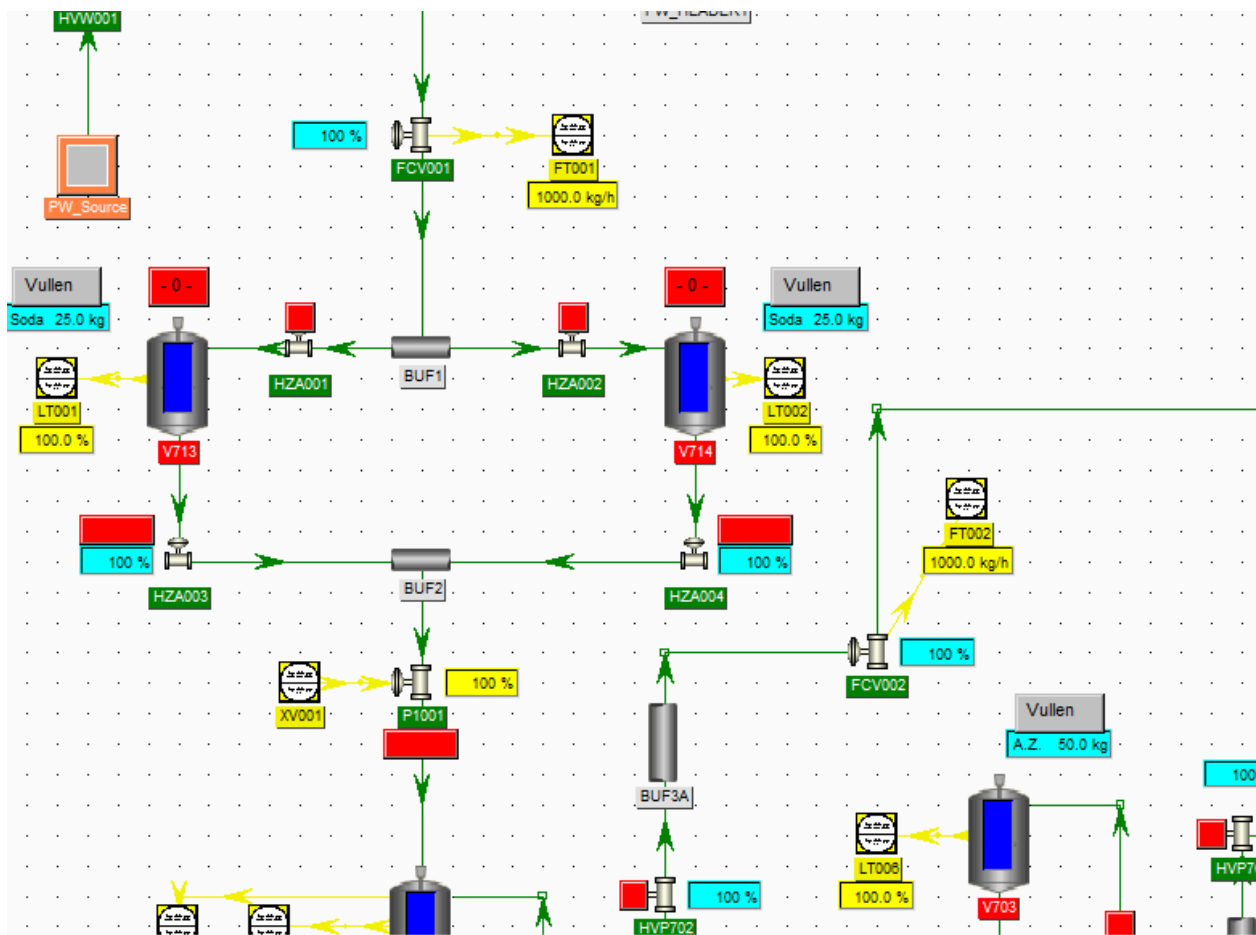 HVW001
PW_HEADER1
100 %
FCV001
FT001
1000.0 kg/h
PW_Source
Vullen
- 0 -
- 0 -
Vullen
Soda 25.0 kg
Soda 25.0 kg
HZA001
BUF1
HZA002
LT001
100.0 %
V713
V714
LT002
100.0 %
FT002
1000.0 kg/h
100 %
100 %
HZA003
BUF2
HZA004
100 %
FCV002
XV001
100 %
P1001
Vullen
A.Z. 50.0 kg
BUF3A
100
LT006
100.0 %
V703
100 %
HVP702